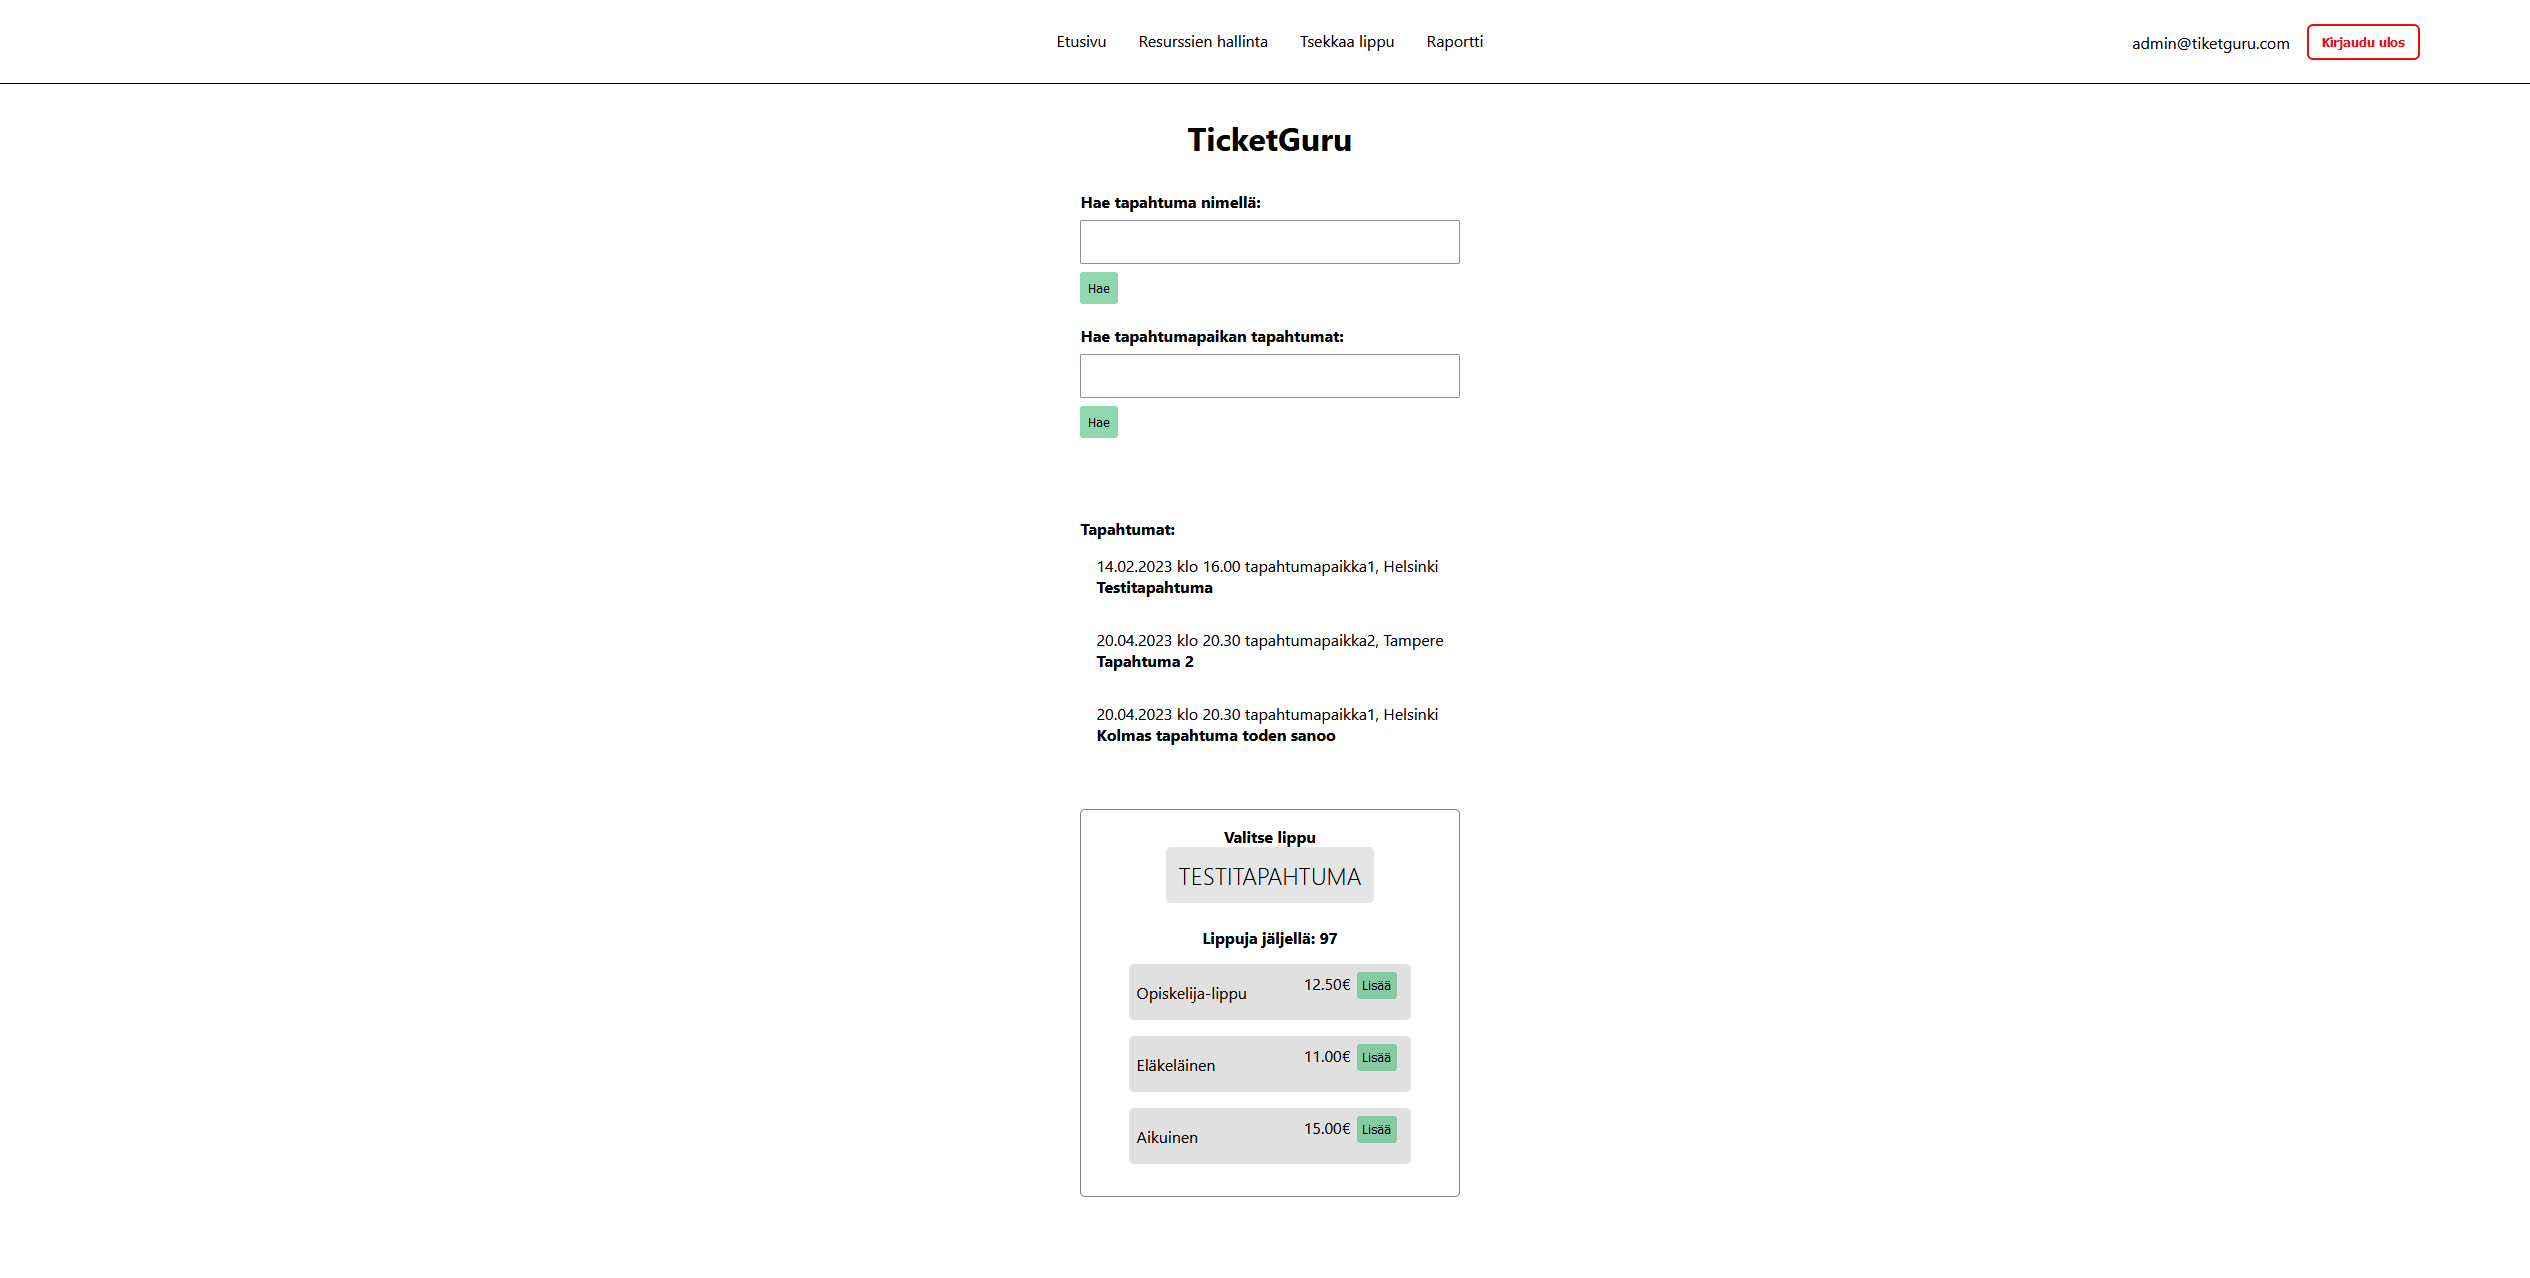 Etusivu Resurssien hallinta Tsekkaa lippu Raportti admin@tiketguru.com Kirjaudu ulos
TicketGuru
Hae tapahtuma nimellä:
Hae
Hae tapahtumapaikan tapahtumat:
Hae
Tapahtumat:
14.02.2023 klo 16.00 tapahtumapaikka1, Helsinki
Testitapahtuma
20.04.2023 klo 20.30 tapahtumapaikka2, Tampere
Tapahtuma 2
20.04.2023 klo 20.30 tapahtumapaikka1, Helsinki
Kolmas tapahtuma toden sanoo
Valitse lippu
TESTITAPAHTUMA
Lippuja jäljellä: 97
Opiskelija-lippu 12.50€ Lisää
Eläkeläinen 11.00€ Lisää
Aikuinen 15.00€ Lisää